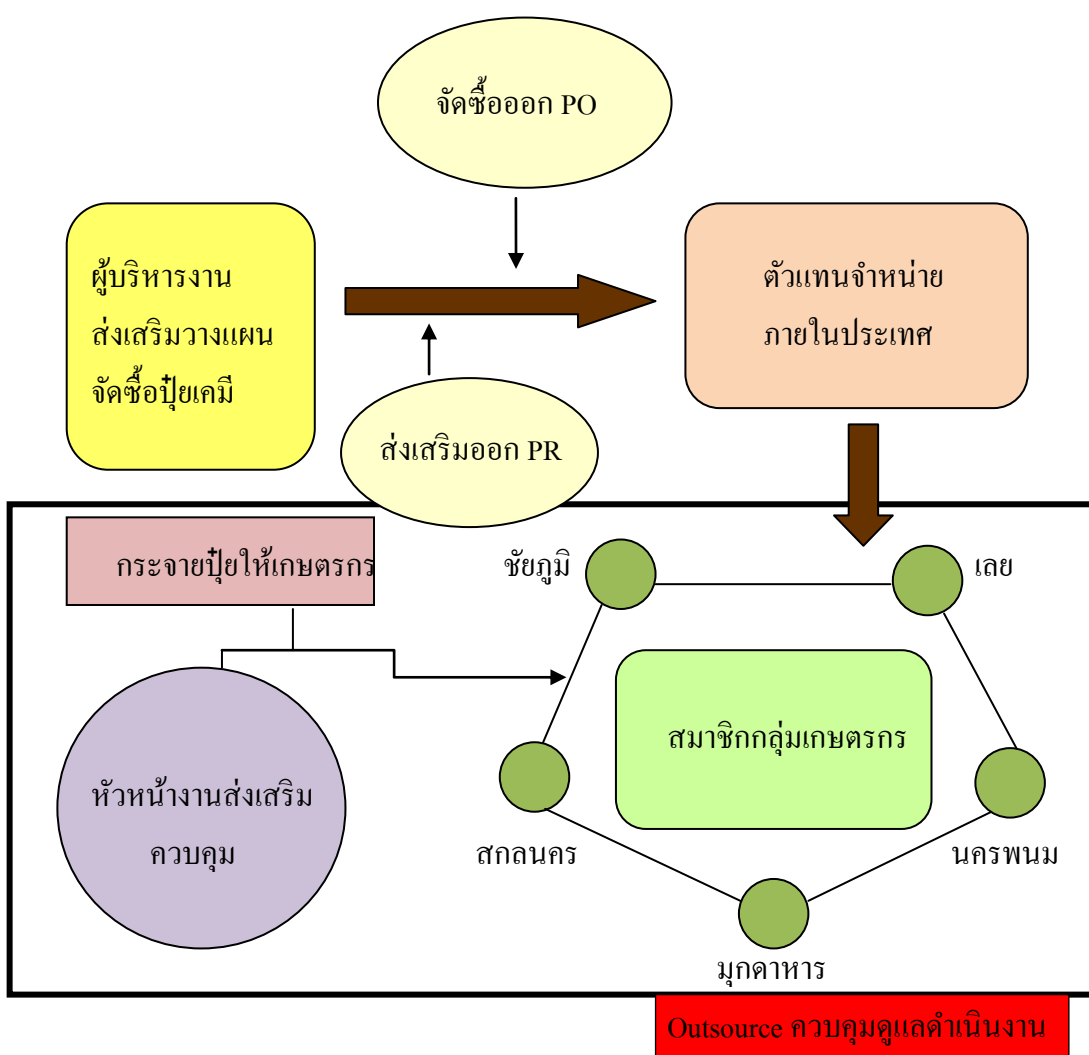 จัดซื้อออก PO
ผู้บริหารงาน
ส่งเสริมวางแผน
จัดซื้อปุ๋ยเคมี
ตัวแทนจำหน่าย
ภายในประเทศ
ส่งเสริมออก PR
กระจายปุ๋ยให้เกษตรกร
ชัยภูมิ
เลย
สมาชิกกลุ่มเกษตรกร
หัวหน้างานส่งเสริม
ควบคุม
สกลนคร
นครพนม
มุกดาหาร
Outsource ควบคุมดูแลดำเนินงาน